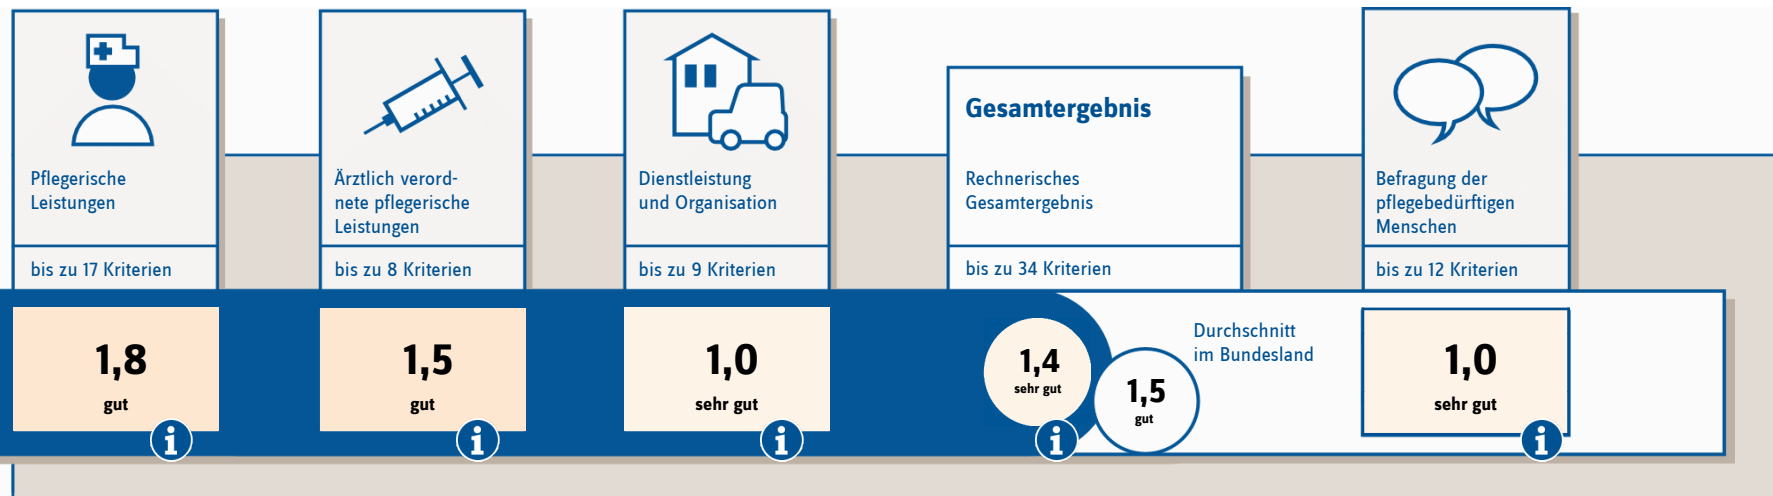 Pflegerische
Leistungen
bis zu 17 Kriterien
1,8
gut
i
Ärztlich verord-
nete pflegerische
Leistungen
bis zu 8 Kriterien
1,5
gut
i
Dienstleistung
und Organisation
bis zu 9 Kriterien
1,0
sehr gut
i
Gesamtergebnis
Rechnerisches
Gesamtergebnis
bis zu 34 Kriterien
1,4
sehr gut
i
1,5
gut
Durchschnitt
im Bundesland
Befragung der
pflegebedürftigen
Menschen
bis zu 12 Kriterien
1,0
sehr gut
i